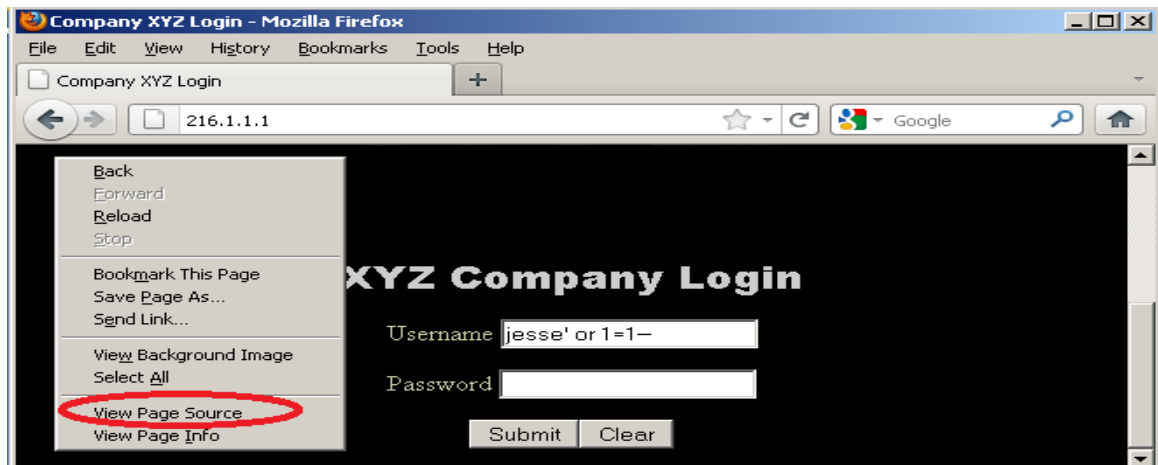 Company XYZ Login - Mozilla Firefox
File Edit View History Bookmarks Tools Help
Company XYZ Login
216.1.1.1 Google
Back
Forward
Reload
Stop
Bookmark This Page
Save Page As...
Send Link...
View Background Image
Select All
View Page Source
View Page Info
XYZ Company Login
Username jesse' or 1=1--
Password
Submit Clear